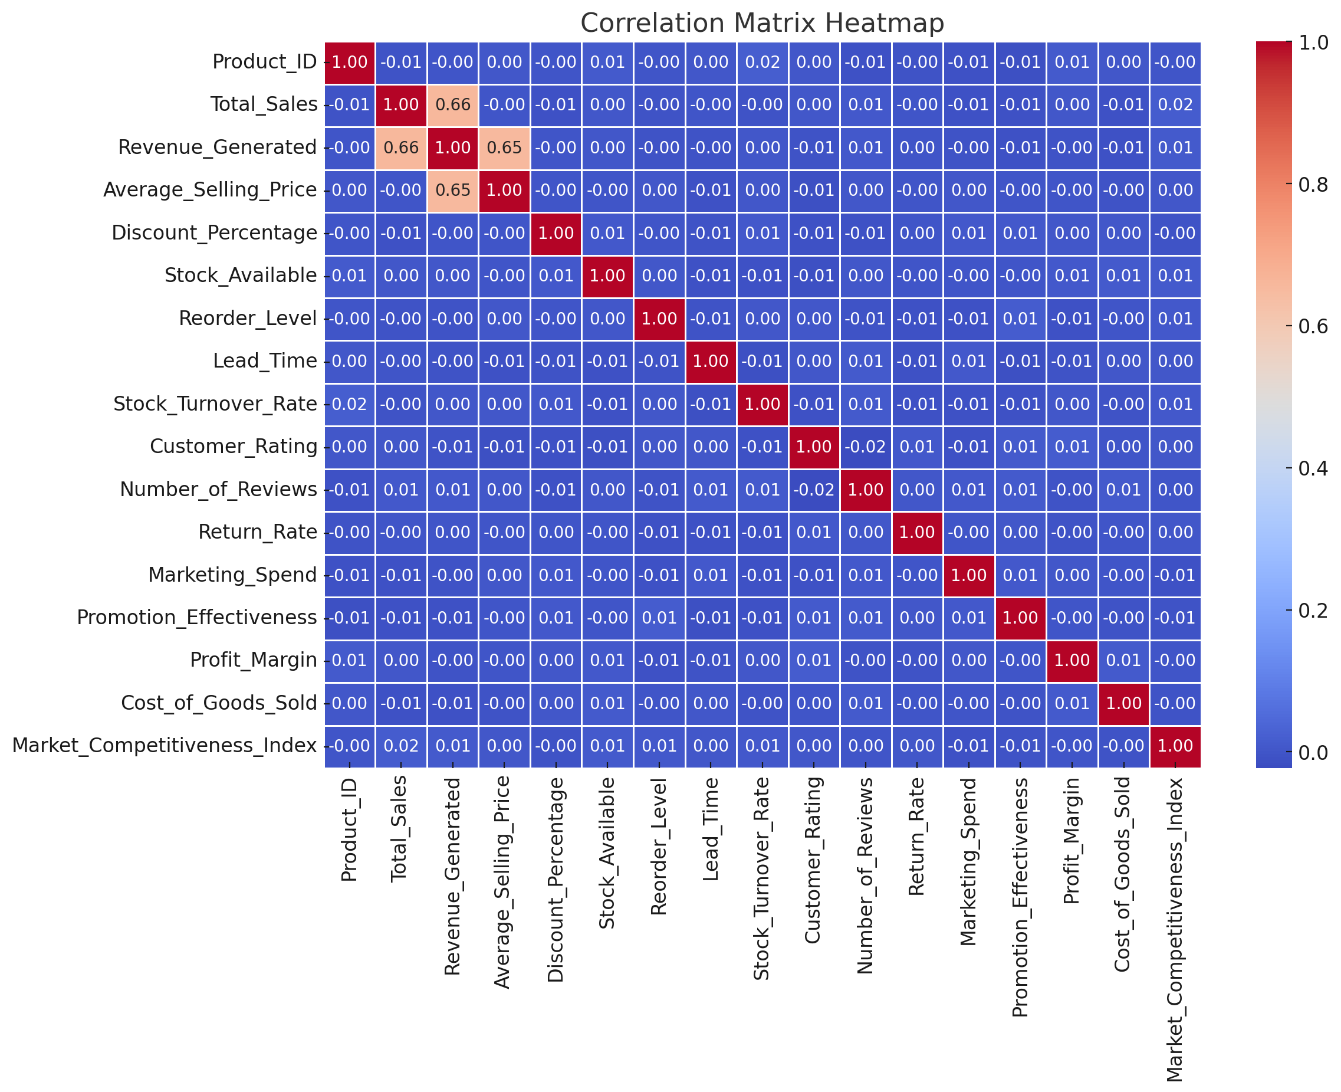 Correlation Matrix Heatmap
Product_ID 1.00 -0.01 -0.00 0.00 -0.00 0.01 -0.00 0.00 0.02 0.00 -0.01 -0.00 -0.01 -0.01 0.01 0.00 -0.00
Total_Sales -0.01 1.00 0.66 -0.00 -0.01 0.00 -0.00 -0.00 -0.00 0.00 0.01 -0.00 -0.01 -0.01 0.00 -0.01 0.02
Revenue_Generated -0.00 0.66 1.00 0.65 -0.00 0.00 -0.00 -0.00 0.00 -0.01 0.01 0.00 -0.00 -0.01 -0.00 -0.01 0.01
Average_Selling_Price 0.00 -0.00 0.65 1.00 -0.00 -0.00 0.00 -0.01 0.00 -0.01 0.00 -0.00 0.00 -0.00 -0.00 -0.00 0.00
Discount_Percentage -0.00 -0.01 -0.00 -0.00 1.00 0.01 -0.00 -0.01 0.01 -0.01 -0.01 0.00 0.01 0.01 0.00 0.00 -0.00
Stock_Available 0.01 0.00 0.00 -0.00 0.01 1.00 0.00 -0.01 -0.01 -0.01 0.00 -0.00 -0.00 -0.00 0.01 0.01 0.01
Reorder_Level -0.00 -0.00 -0.00 0.00 -0.00 0.00 1.00 -0.01 0.00 0.00 -0.01 -0.01 -0.01 0.01 -0.01 -0.00 0.01
Lead_Time 0.00 -0.00 -0.00 -0.01 -0.01 -0.01 -0.01 1.00 -0.01 0.00 0.01 -0.01 0.01 -0.01 -0.01 0.00 0.00
Stock_Turnover_Rate 0.02 -0.00 0.00 0.00 0.01 -0.01 0.00 -0.01 1.00 -0.01 0.01 -0.01 -0.01 -0.00 0.00 -0.00 0.01
Customer_Rating 0.00 0.00 -0.01 -0.01 -0.01 -0.01 0.00 0.00 -0.01 1.00 -0.02 0.01 -0.01 0.01 0.01 0.00 0.00
Number_of_Reviews -0.01 0.01 0.01 0.00 -0.01 0.00 -0.01 0.01 0.01 -0.02 1.00 0.00 0.01 0.01 -0.00 0.01 0.00
Return_Rate -0.00 -0.00 0.00 -0.00 0.00 -0.00 -0.01 -0.01 -0.01 0.01 0.00 1.00 -0.00 0.00 -0.00 -0.00 0.00
Marketing_Spend -0.01 -0.01 -0.00 0.00 0.01 -0.00 -0.01 0.01 -0.01 -0.01 0.01 -0.00 1.00 0.01 0.00 -0.00 -0.01
Promotion_Effectiveness -0.01 -0.01 -0.01 -0.00 0.01 -0.00 0.01 -0.01 -0.00 0.01 0.01 0.00 0.01 1.00 -0.00 -0.00 -0.01
Profit_Margin 0.01 0.00 -0.00 -0.00 0.00 0.01 -0.01 -0.01 0.00 0.01 -0.00 -0.00 0.00 -0.00 1.00 0.01 -0.00
Cost_of_Goods_Sold 0.00 -0.01 -0.01 -0.00 0.00 0.01 -0.00 0.00 -0.00 0.00 0.01 -0.00 -0.00 -0.00 0.01 1.00 -0.00
Market_Competitiveness_Index -0.00 0.02 0.01 0.00 -0.00 0.01 0.01 0.00 0.01 0.00 0.00 0.00 -0.01 -0.01 -0.00 -0.00 1.00
Product_ID
Total_Sales
Revenue_Generated
Average_Selling_Price
Discount_Percentage
Stock_Available
Reorder_Level
Lead_Time
Stock_Turnover_Rate
Customer_Rating
Number_of_Reviews
Return_Rate
Marketing_Spend
Promotion_Effectiveness
Profit_Margin
Cost_of_Goods_Sold
Market_Competitiveness_Index
1.0
0.8
0.6
0.4
0.2
0.0